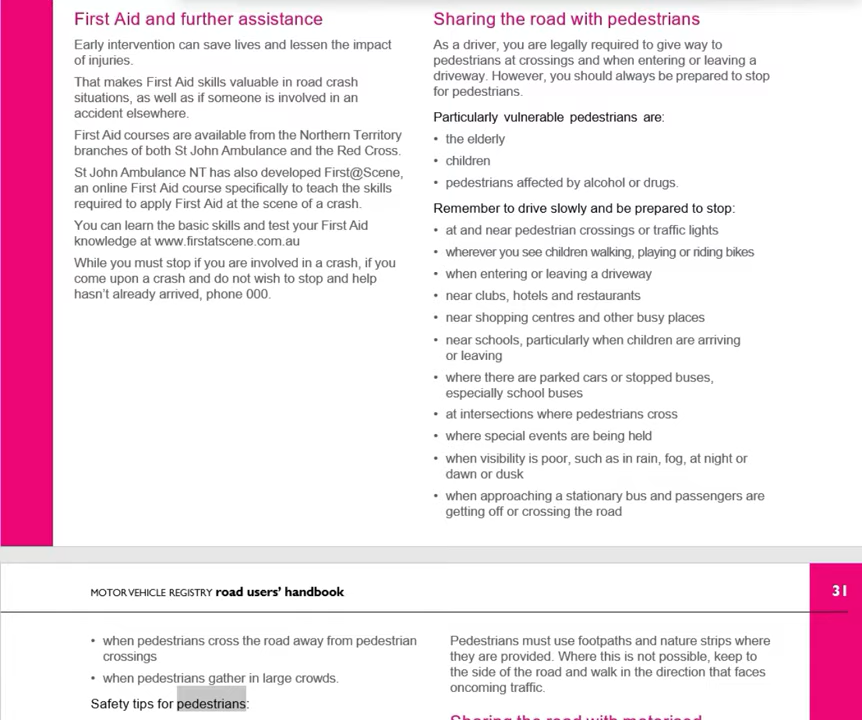 First Aid and further assistance
Early intervention can save lives and lessen the impact
of injuries.
That makes First Aid skills valuable in road crash
situations, as well as if someone is involved in an
accident elsewhere.
First Aid courses are available from the Northern Territory
branches of both St John Ambulance and the Red Cross.
St John Ambulance NT has also developed First@Scene,
an online First Aid course specifically to teach the skills
required to apply First Aid at the scene of a crash.
You can learn the basic skills and test your First Aid
knowledge at www.firstatscene.com.au
While you must stop if you are involved in a crash, if you
come upon a crash and do not wish to stop and help
hasn't already arrived, phone 000.
Sharing the road with pedestrians
As a driver, you are legally required to give way to
pedestrians at crossings and when entering or leaving a
driveway. However, you should always be prepared to stop
for pedestrians.
Particularly vulnerable pedestrians are:
• the elderly
• children
• pedestrians affected by alcohol or drugs.
Remember to drive slowly and be prepared to stop:
• at and near pedestrian crossings or traffic lights
• wherever you see children walking, playing or riding bikes
• when entering or leaving a driveway
• near clubs, hotels and restaurants
• near shopping centres and other busy places
• near schools, particularly when children are arriving
or leaving
• where there are parked cars or stopped buses,
especially school buses
• at intersections where pedestrians cross
• where special events are being held
• when visibility is poor, such as in rain, fog, at night or
dawn or dusk
• when approaching a stationary bus and passengers are
getting off or crossing the road
MOTOR VEHICLE REGISTRY road users' handbook
31
• when pedestrians cross the road away from pedestrian
crossings
• when pedestrians gather in large crowds.
Safety tips for pedestrians:
Pedestrians must use footpaths and nature strips where
they are provided. Where this is not possible, keep to
the side of the road and walk in the direction that faces
oncoming traffic.
Sharing the road with motorised